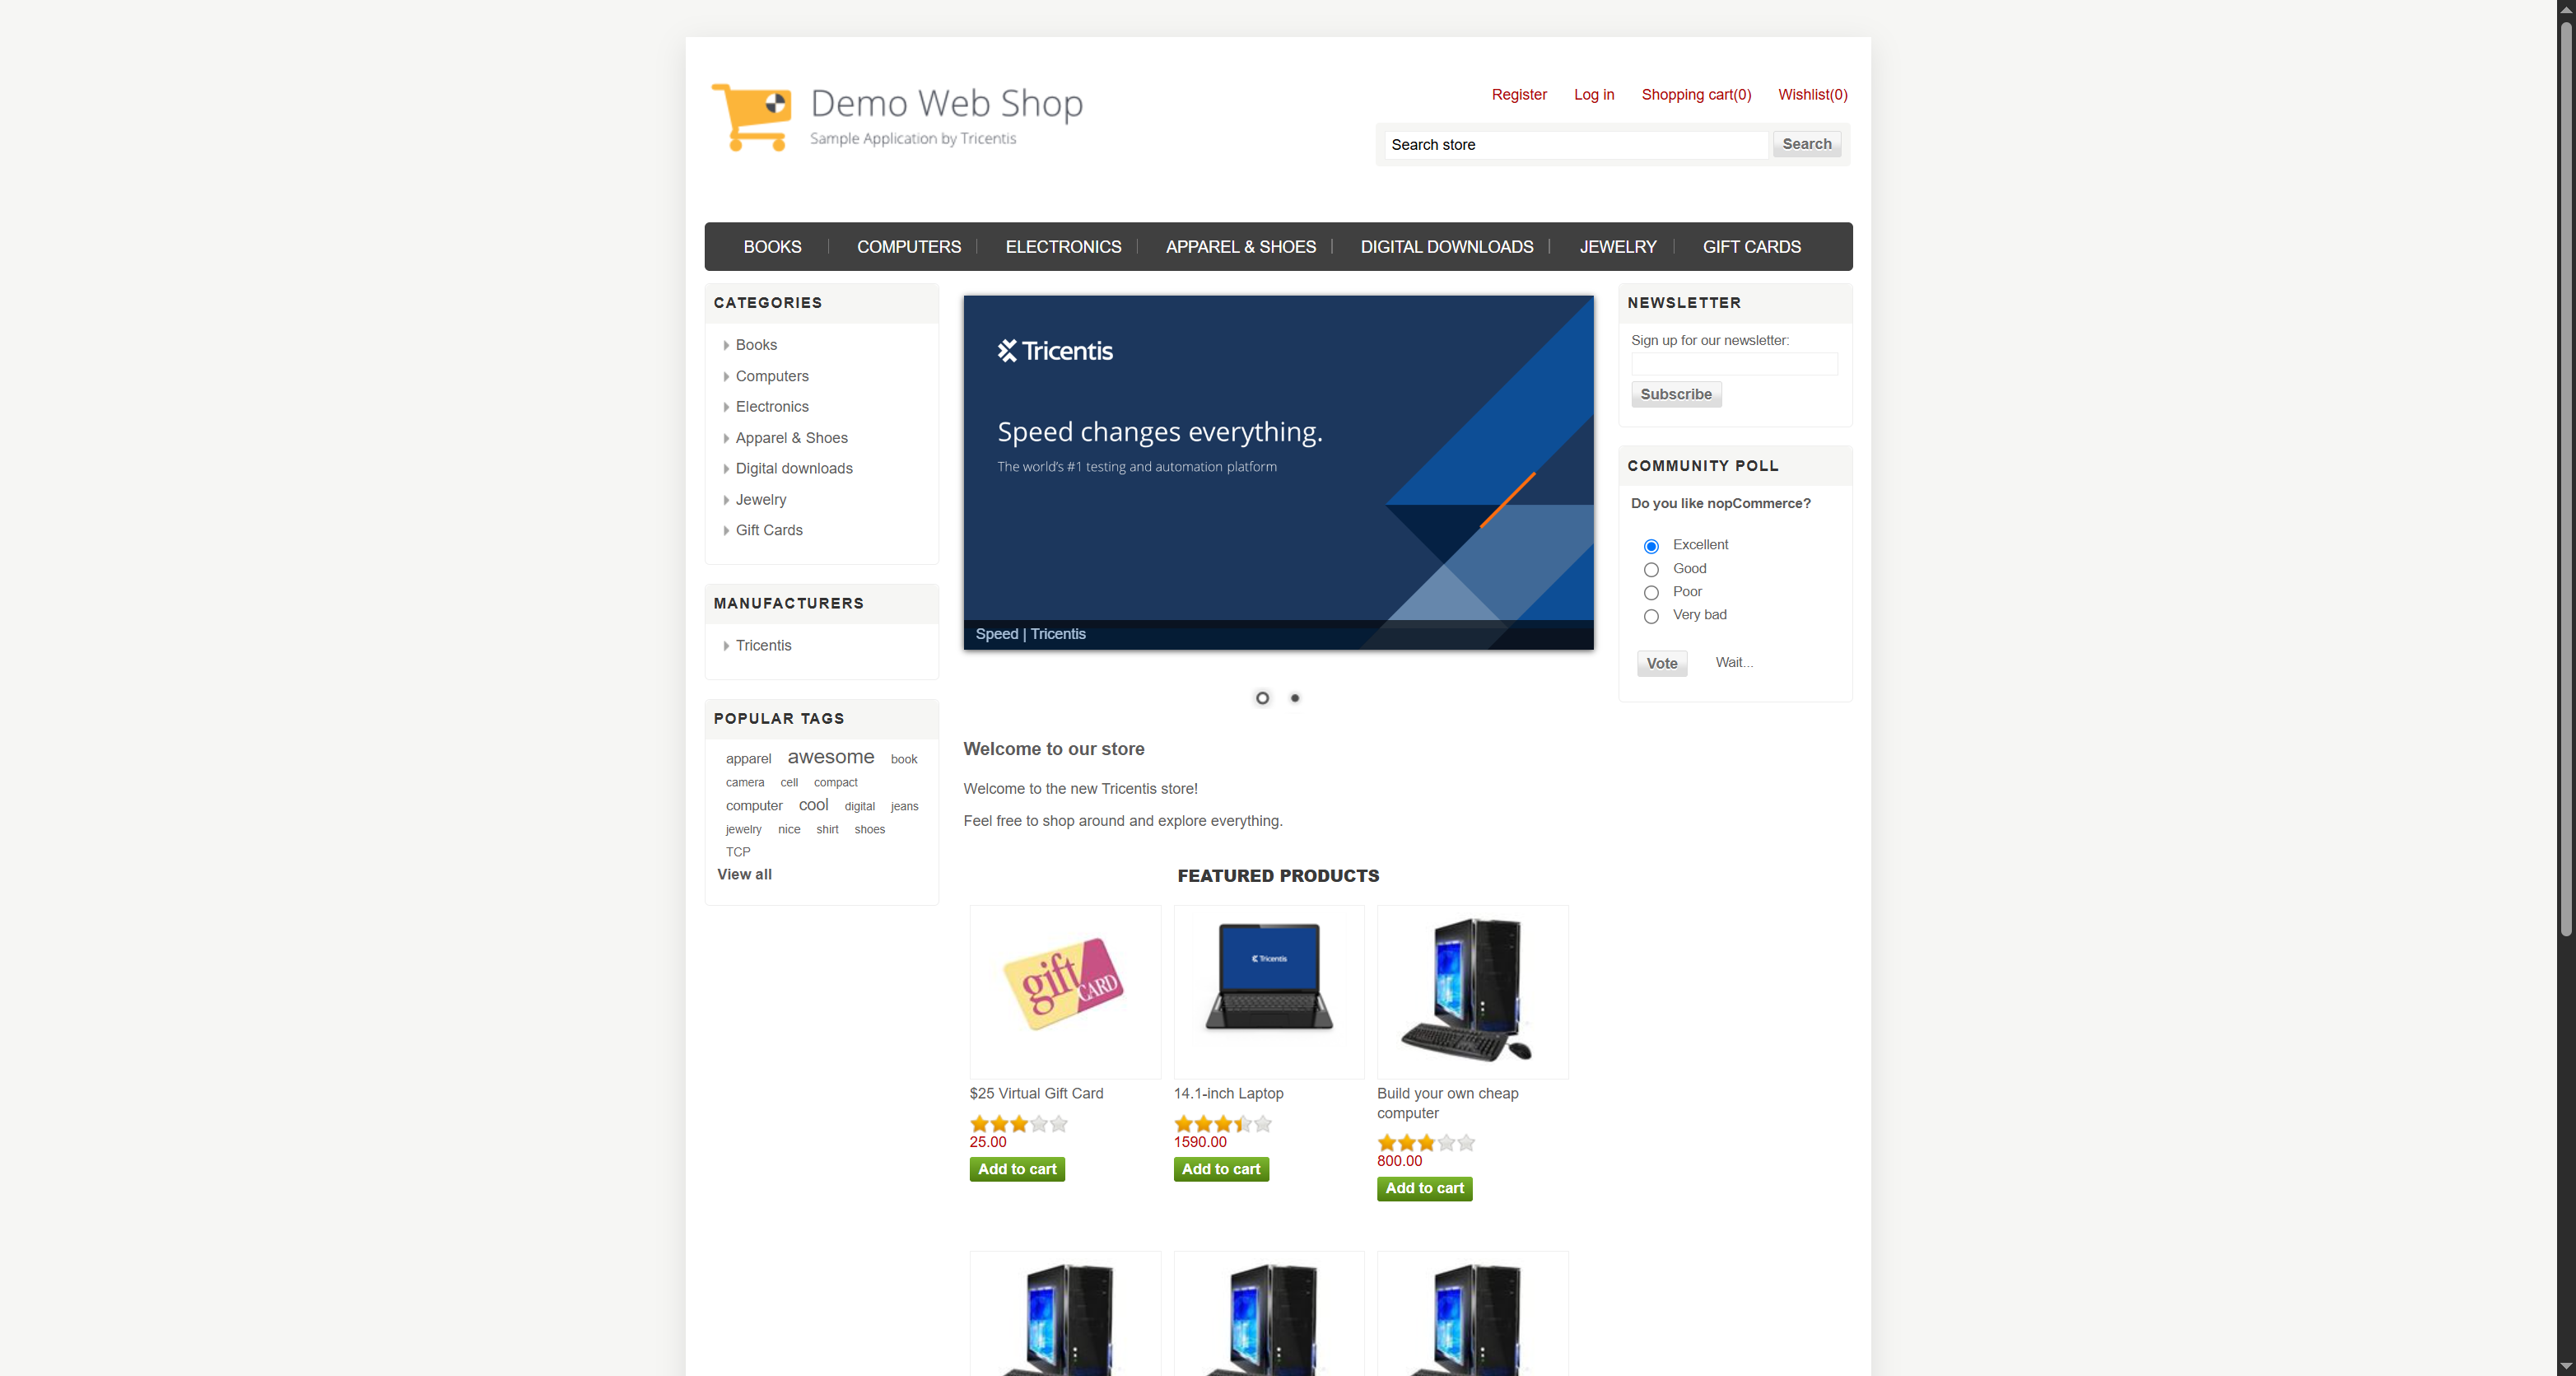 Demo Web Shop
Sample Application by Tricentis
Register Log in Shopping cart(0) Wishlist(0)
Search store Search
BOOKS COMPUTERS ELECTRONICS APPAREL & SHOES DIGITAL DOWNLOADS JEWELRY GIFT CARDS
CATEGORIES
Books
Computers
Electronics
Apparel & Shoes
Digital downloads
Jewelry
Gift Cards
MANUFACTURERS
Tricentis
POPULAR TAGS
apparel awesome book
camera cell compact
computer cool digital jeans
jewelry nice shirt shoes
TCP
View all
Tricentis
Speed changes everything.
The world's #1 testing and automation platform
Speed | Tricentis
Welcome to our store
Welcome to the new Tricentis store!
Feel free to shop around and explore everything.
FEATURED PRODUCTS
gift CARD
Tricentis
$25 Virtual Gift Card
25.00
Add to cart
14.1-inch Laptop
1590.00
Add to cart
Build your own cheap
computer
800.00
Add to cart
NEWSLETTER
Sign up for our newsletter:
Subscribe
COMMUNITY POLL
Do you like nopCommerce?
Excellent
Good
Poor
Very bad
Vote Wait...